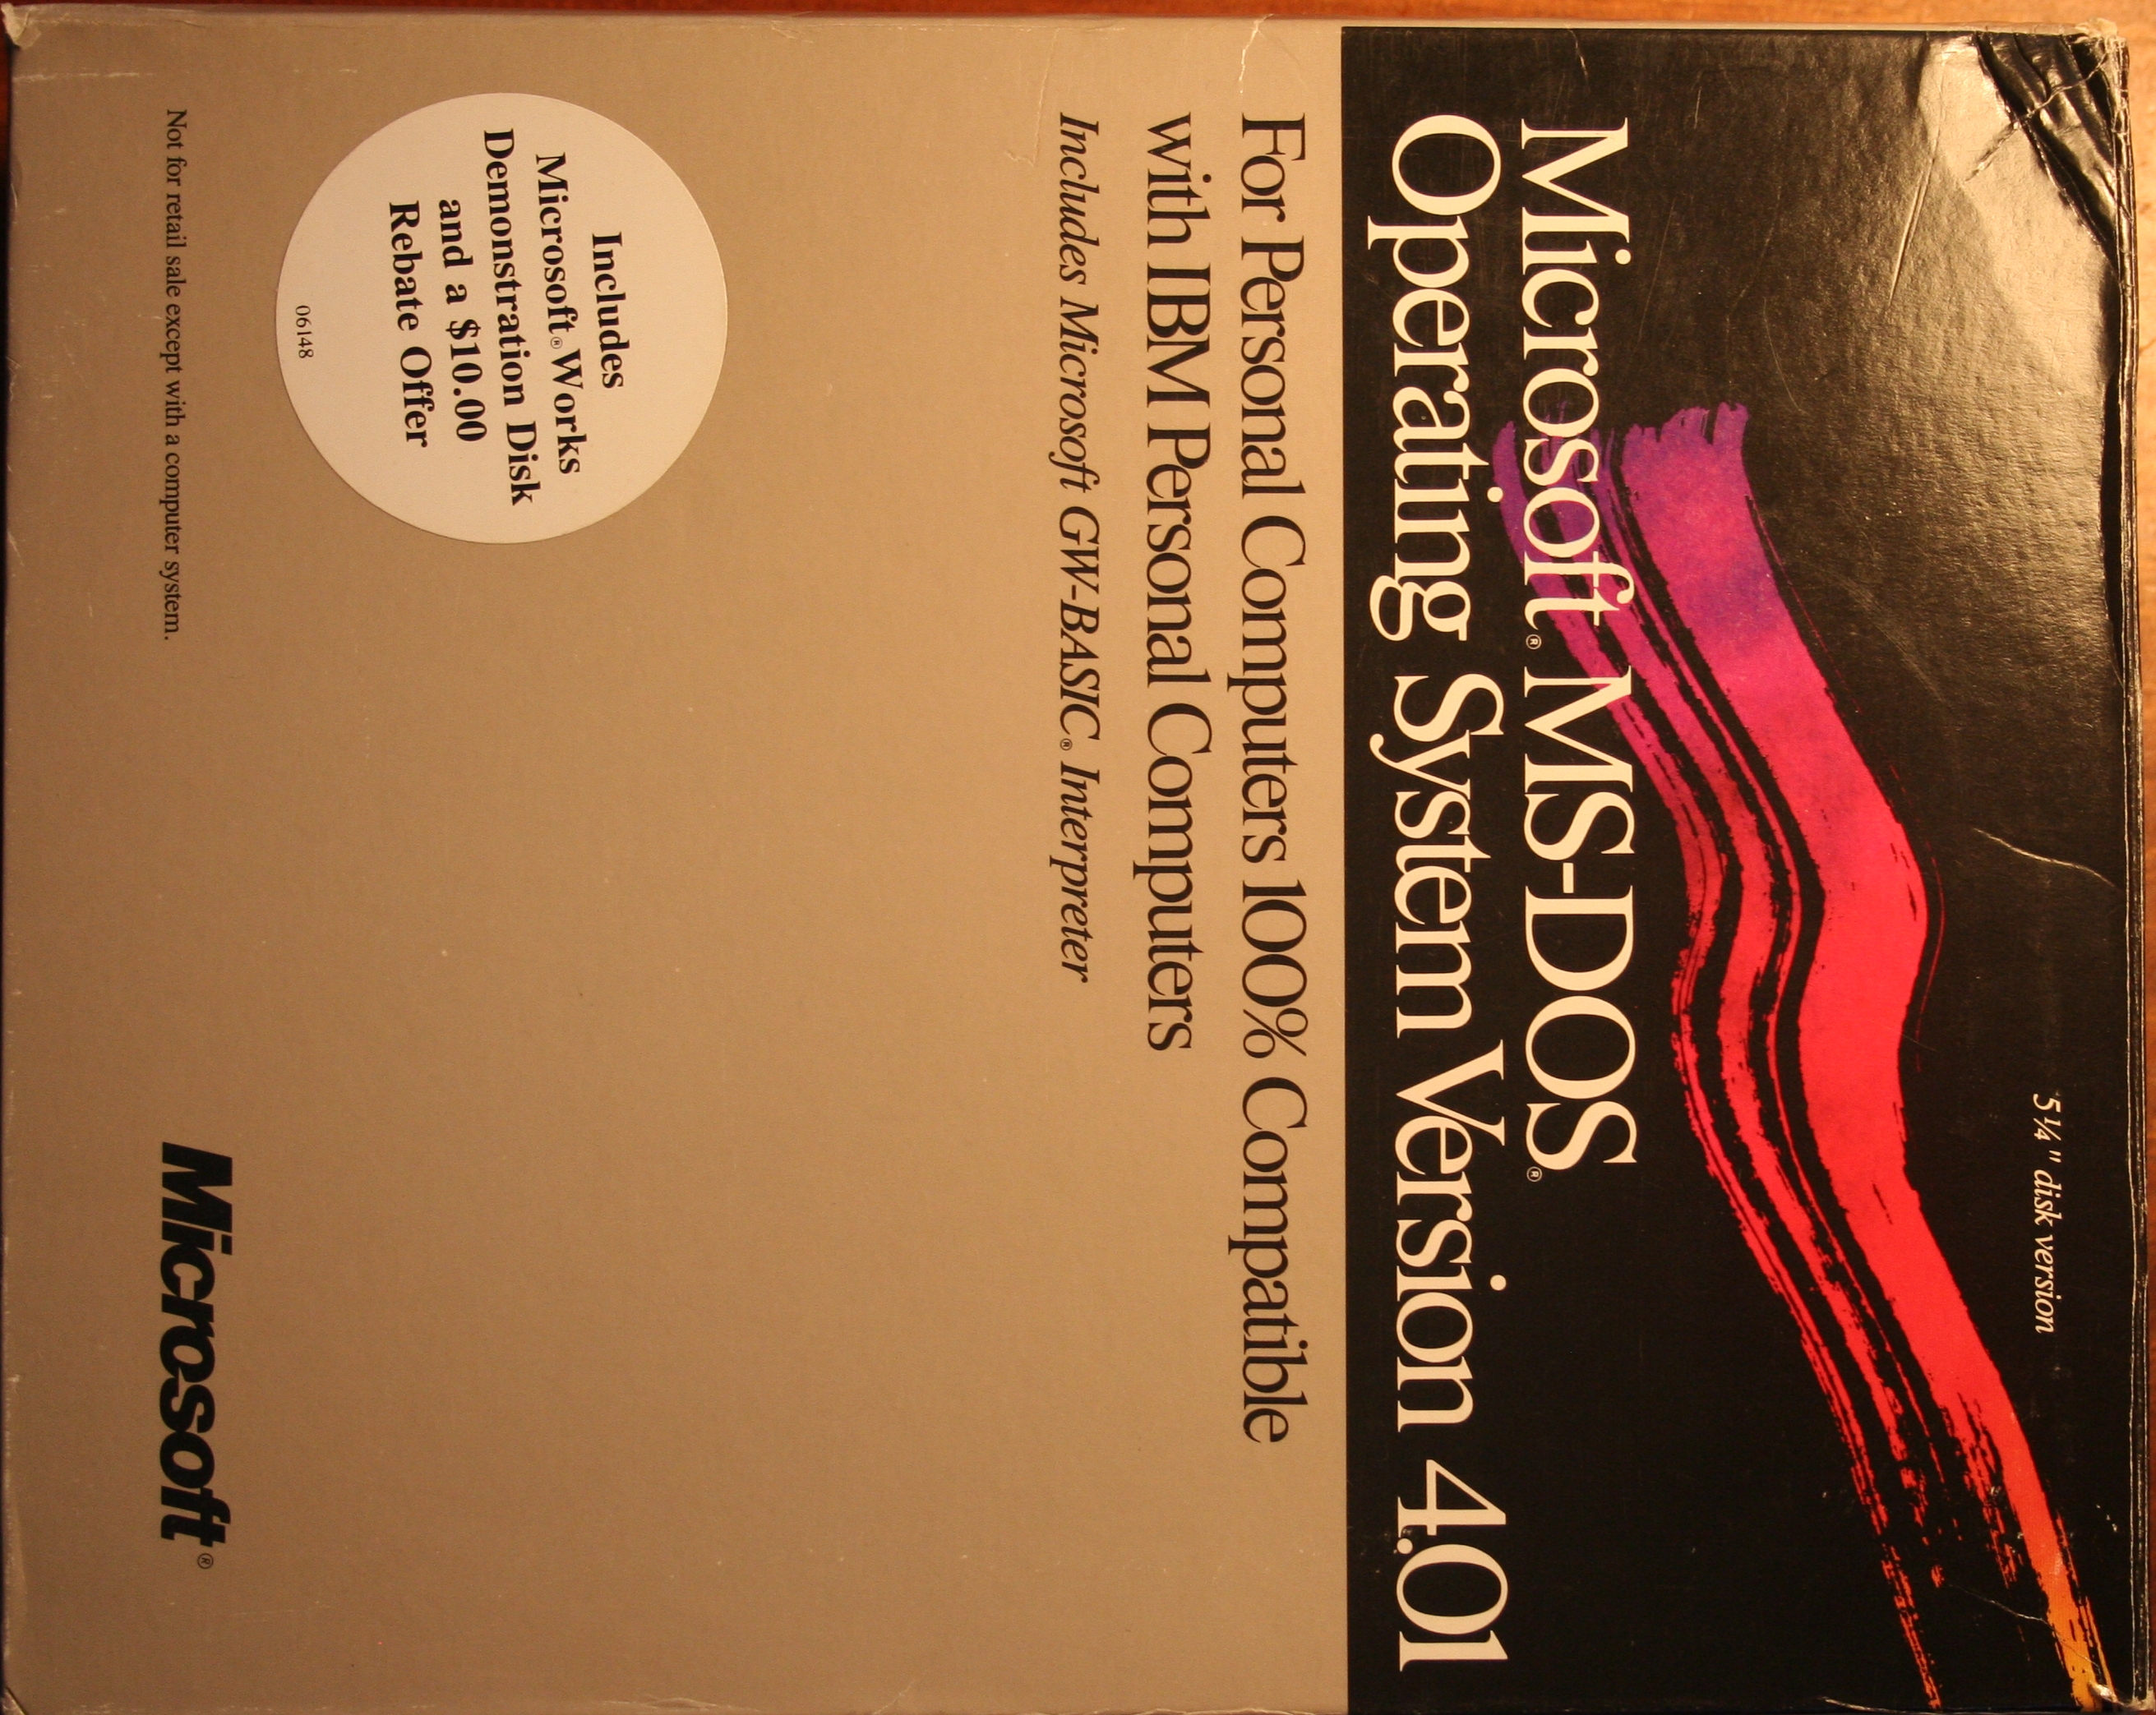 5 ¼" disk version
Microsoft® MS-DOS®
Operating System Version 4.01
For Personal Computers 100% Compatible
with IBM Personal Computers
Includes Microsoft GW-BASIC® Interpreter
Includes
Microsoft® Works
Demonstration Disk
and a $10.00
Rebate Offer
06148
Not for retail sale except with a computer system.
Microsoft®